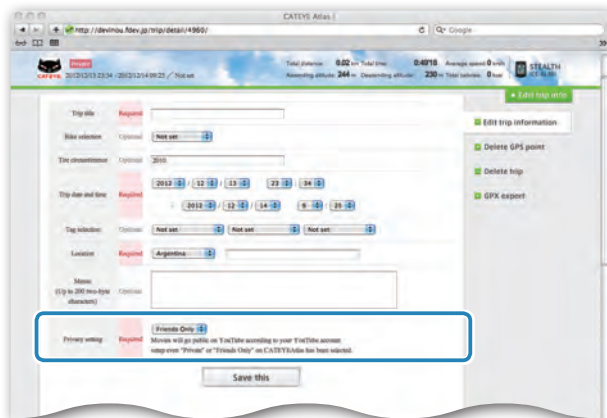 CATEYE Atlas
http://devinou.fdev.jp/trip/detail/4960/
Google
Private
CATEYE 2012/12/13 23:34 - 2012/12/14 09:25 / Not set
Total distance 0.02 km Total time 0:40'18 Average speed 0 km/h
Ascending altitude 244 m Descending altitude 230 m Total calories 0 kcal
STEALTH
Edit trip info
Trip title Required
Bike selection Optional Not set
Tire circumference Optional 2010
Trip date and time Required 2012 / 12 / 13 23 : 34
2012 / 12 / 14 9 : 25
Tag selection Optional Not set Not set Not set
Location Required Argentina
Memo
(Up to 200 two-byte
characters) Optional
Privacy setting Required Friends Only
Movies will go public on YouTube according to your YouTube account
setup even "Private" or "Friends Only" on CATEYEAtlas has been selected.
Save this
Edit trip information
Delete GPS point
Delete trip
GPX export